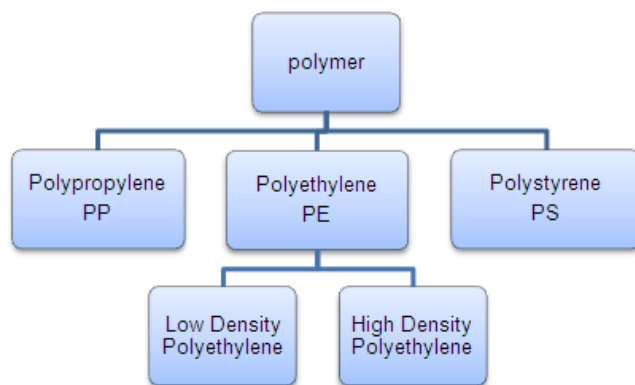 polymer
Polypropylene
PP
Polyethylene
PE
Polystyrene
PS
Low Density
Polyethylene
High Density
Polyethylene